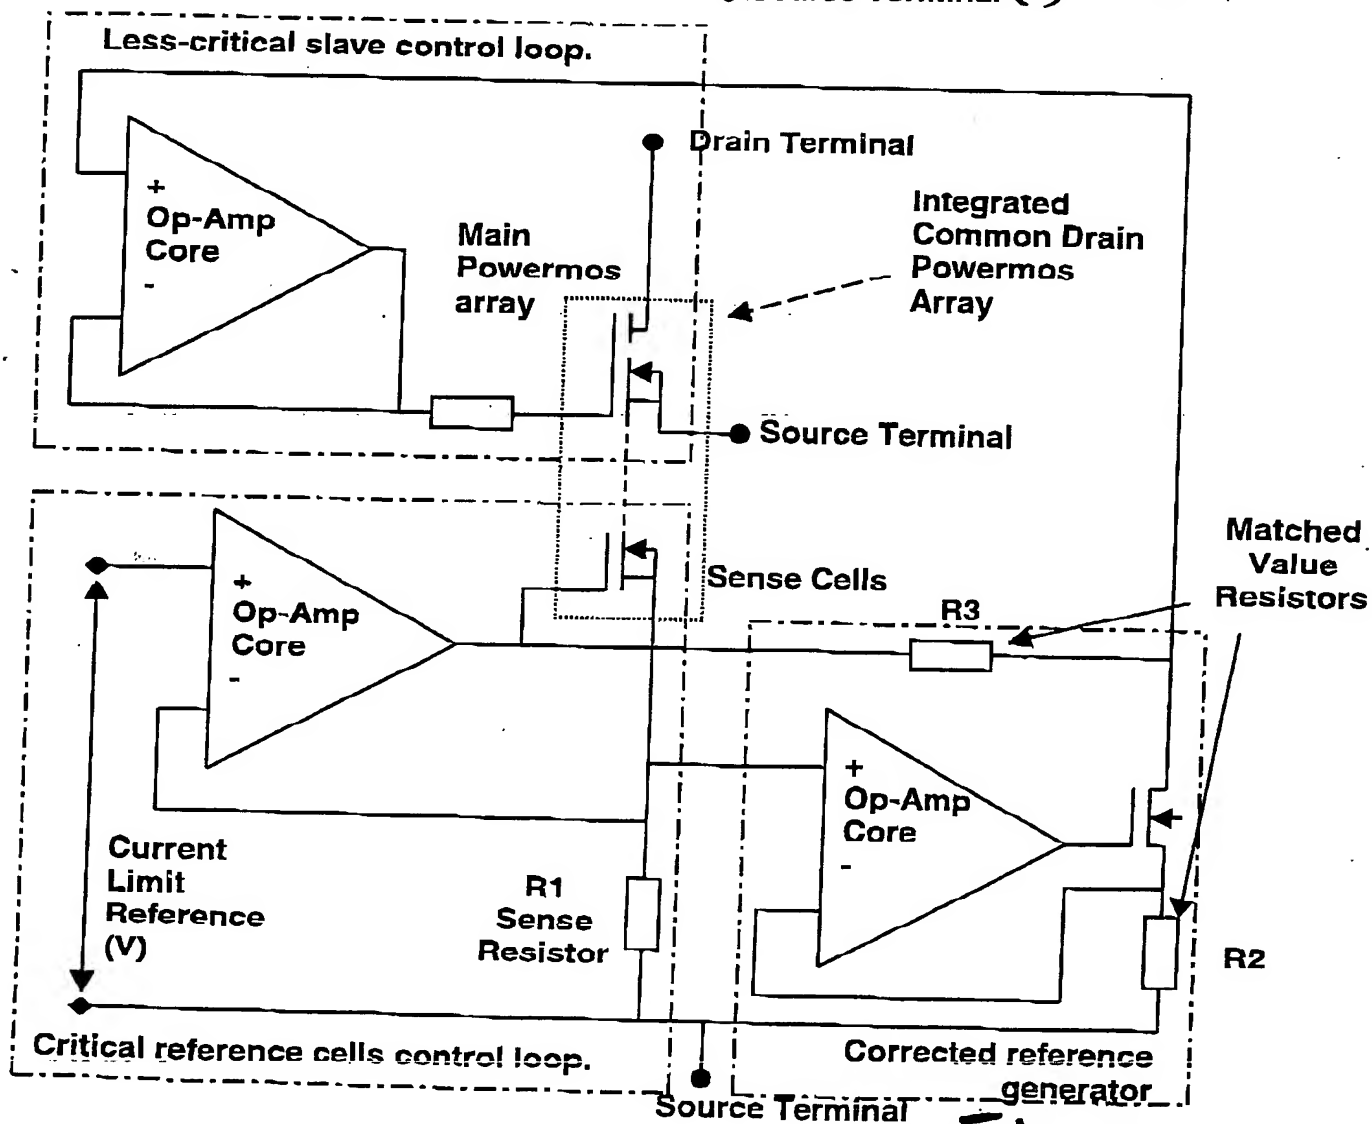 Terminal
Less-critical slave control loop.
Drain Terminal
+
Op-Amp
Core
-
Main
Powermos
array
Integrated
Common Drain
Powermos
Array
Source Terminal
+
Op-Amp
Core
-
Sense Cells
Matched
Value
Resistors
R3
+
Op-Amp
Core
-
Current
Limit
Reference
(V)
R1
Sense
Resistor
R2
Critical reference cells control loop.
Corrected reference
generator
Source Terminal